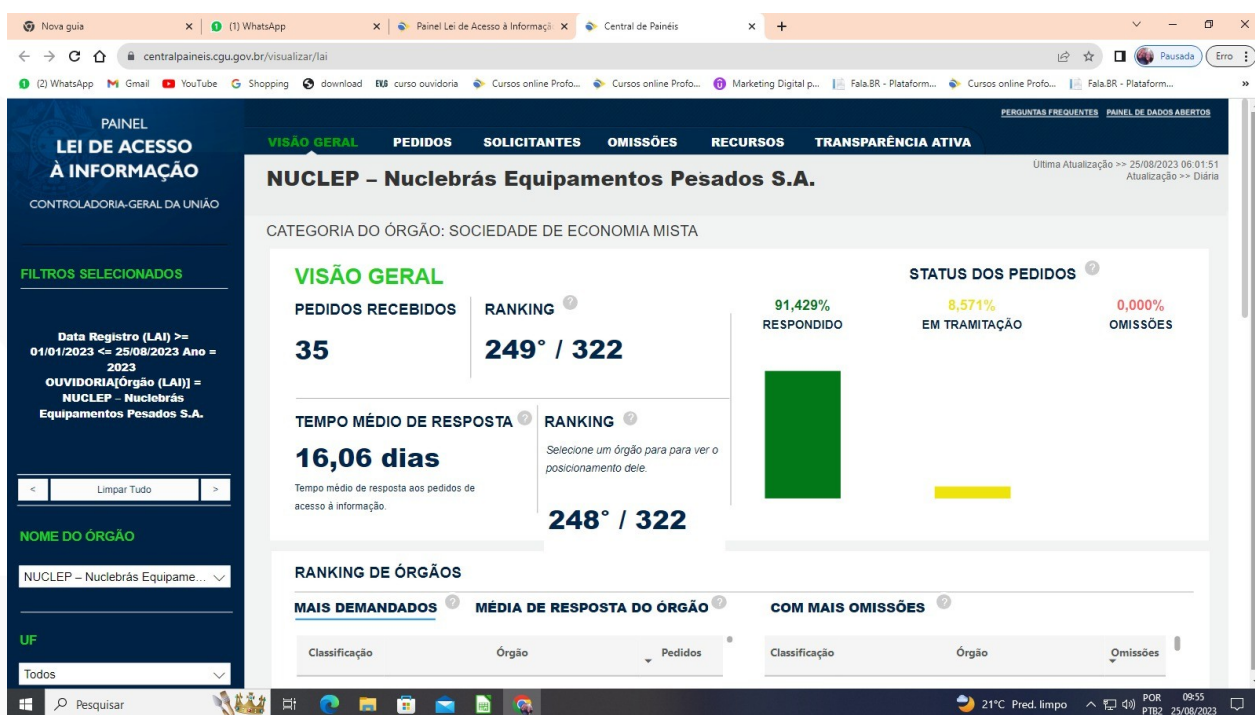 Nova guia
(1) WhatsApp
Painel Lei de Acesso à Informaçã
Central de Painéis
centralpaineis.cgu.gov.br/visualizar/lai
Pausada
Erro
(2) WhatsApp
Gmail
YouTube
Shopping
download
curso ouvidoria
Cursos online Profo...
Cursos online Profo...
Marketing Digital p...
Fala.BR - Plataform...
Cursos online Profo...
Fala.BR - Plataform...
PERGUNTAS FREQUENTES PAINEL DE DADOS ABERTOS
PAINEL
LEI DE ACESSO
À INFORMAÇÃO
CONTROLADORIA-GERAL DA UNIÃO
VISÃO GERAL
PEDIDOS
SOLICITANTES
OMISSÕES
RECURSOS
TRANSPARÊNCIA ATIVA
Última Atualização >> 25/08/2023 06:01:51
Atualização >> Diária
NUCLEP – Nuclebrás Equipamentos Pesados S.A.
CATEGORIA DO ÓRGÃO: SOCIEDADE DE ECONOMIA MISTA
FILTROS SELECIONADOS
Data Registro (LAI) >=
01/01/2023 <= 25/08/2023 Ano =
2023
OUVIDORIA[Órgão (LAI)] =
NUCLEP – Nuclebrás
Equipamentos Pesados S.A.
< Limpar Tudo >
NOME DO ÓRGÃO
NUCLEP – Nuclebrás Equipame...
UF
Todos
VISÃO GERAL
PEDIDOS RECEBIDOS
35
RANKING ?
249° / 322
TEMPO MÉDIO DE RESPOSTA ?
16,06 dias
Tempo médio de resposta aos pedidos de
acesso à informação.
RANKING ?
Selecione um órgão para para ver o
posicionamento dele.
248° / 322
STATUS DOS PEDIDOS ?
91,429%
RESPONDIDO
8,571%
EM TRAMITAÇÃO
0,000%
OMISSÕES
RANKING DE ÓRGÃOS
MAIS DEMANDADOS ?
MÉDIA DE RESPOSTA DO ÓRGÃO ?
COM MAIS OMISSÕES ?
Classificação Órgão Pedidos
Classificação Órgão Omissões
Pesquisar
21°C Pred. limpo
POR
PTB2
09:55
25/08/2023